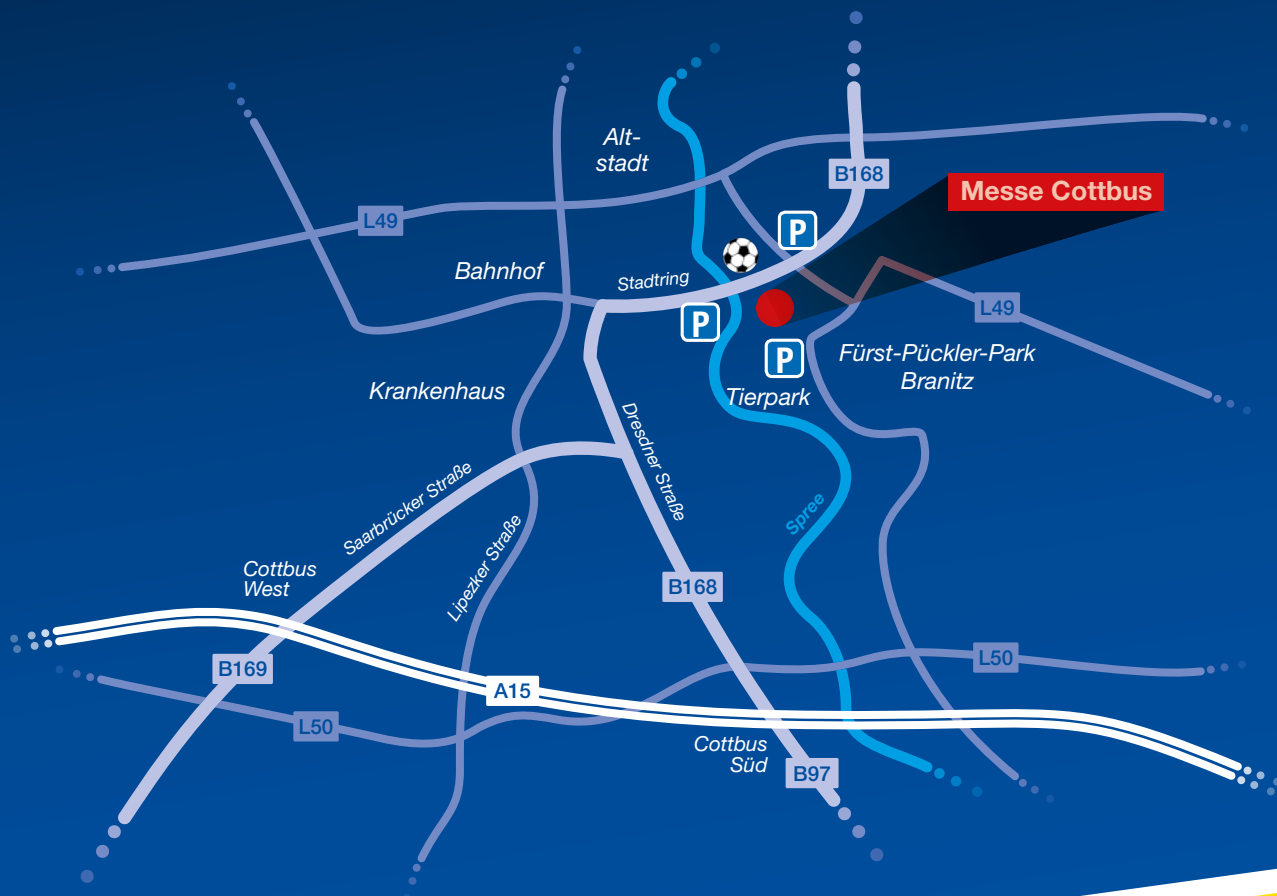 Alt-
stadt
B168
Messe Cottbus
L49
P
Bahnhof
Stadtring
L49
P
P
Fürst-Pückler-Park
Branitz
Krankenhaus
Tierpark
Dresdner Straße
Saarbrücker Straße
Spree
Lipezker Straße
Cottbus
West
B168
B169
L50
A15
L50
Cottbus
Süd
B97